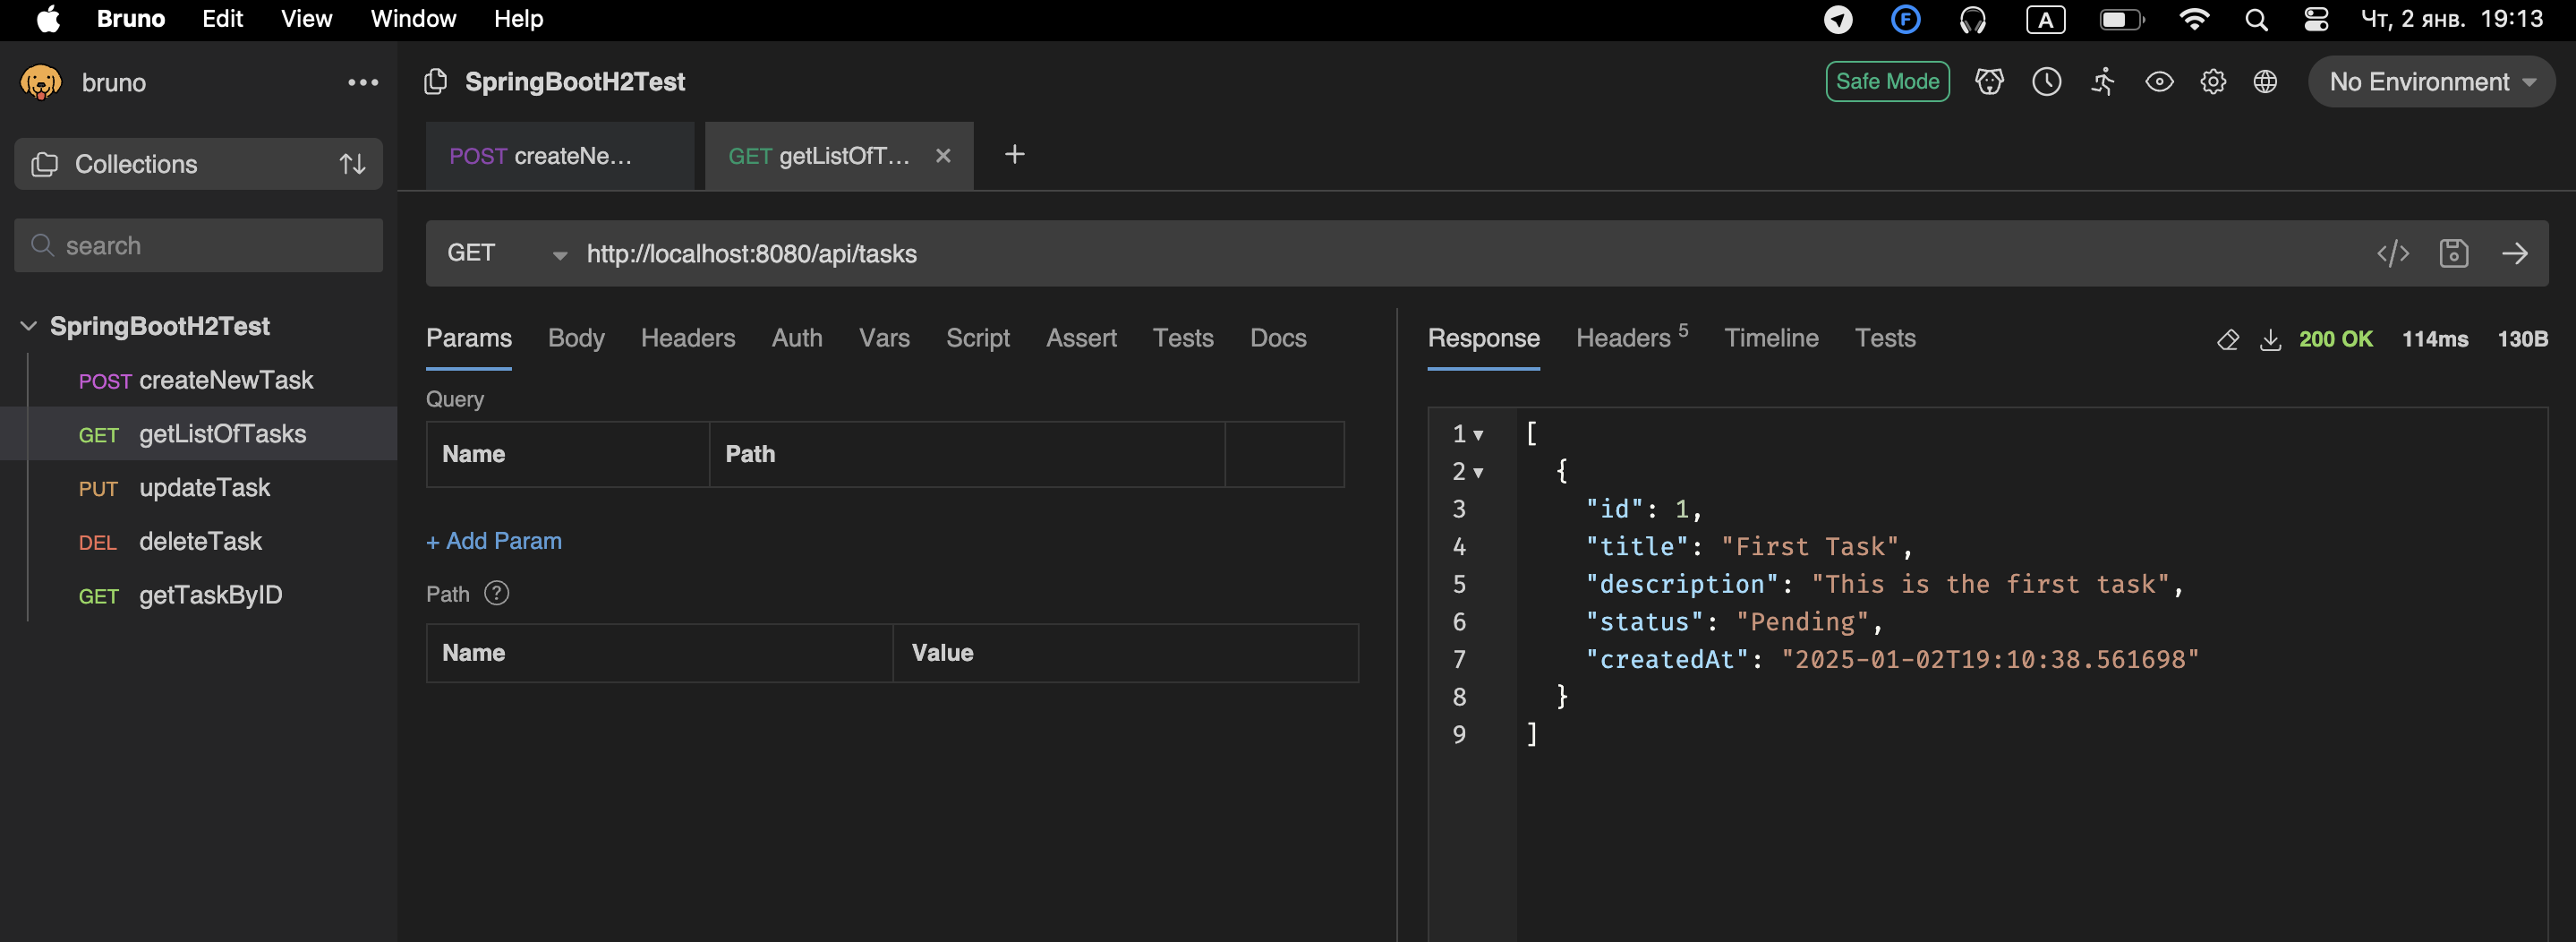 Bruno Edit View Window Help A Чт, 2 янв. 19:13
bruno
SpringBootH2Test Safe Mode No Environment
POST createNe... GET getListOfT...
Collections
search
GET http://localhost:8080/api/tasks
SpringBootH2Test
POST createNewTask
GET getListOfTasks
PUT updateTask
DEL deleteTask
GET getTaskByID
Params Body Headers Auth Vars Script Assert Tests Docs
Query
Name Path
+ Add Param
Path ?
Name Value
Response Headers 5 Timeline Tests 200 OK 114ms 130B
1 [
2 {
3 "id": 1,
4 "title": "First Task",
5 "description": "This is the first task",
6 "status": "Pending",
7 "createdAt": "2025-01-02T19:10:38.561698"
8 }
9 ]